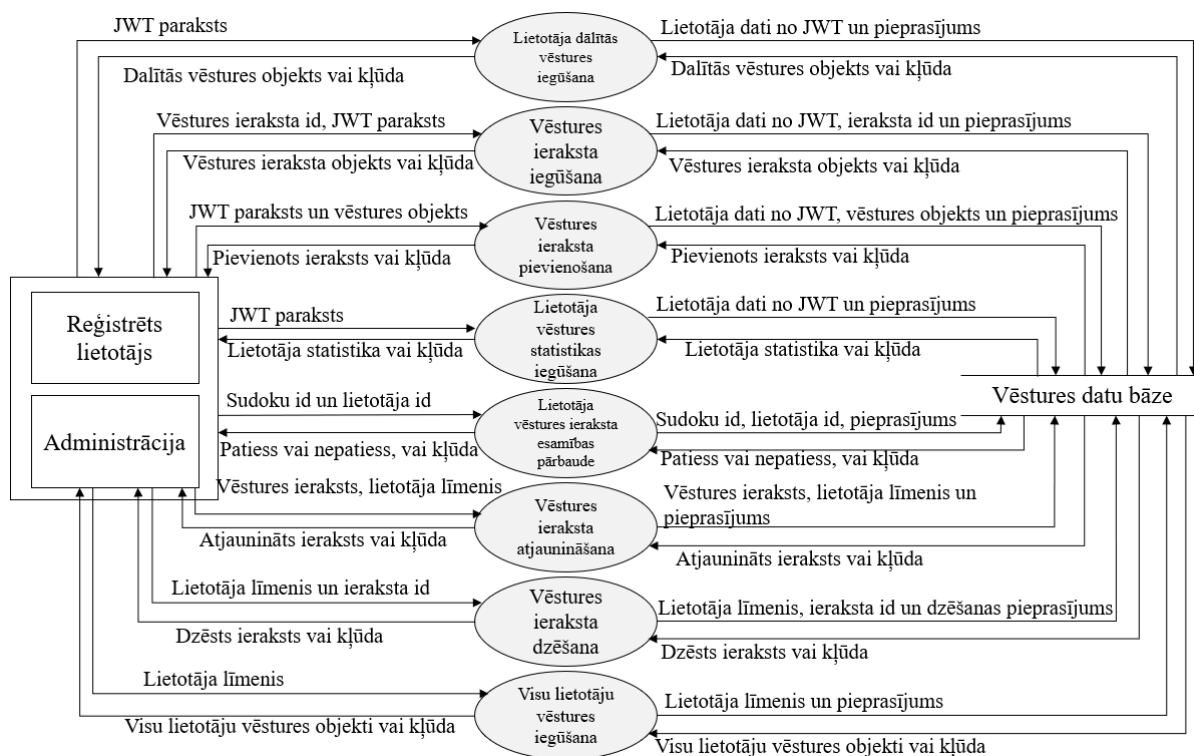 JWT paraksts
Lietotāja dālītās
vēstures
iegūšana
Lietotāja dati no JWT un pieprasījums
Dalītās vēstures objekts vai kļūda
Dalītās vēstures objekts vai kļūda
Vēstures ieraksta id, JWT paraksts
Vēstures
ieraksta
iegūšana
Lietotāja dati no JWT, ieraksta id un pieprasījums
Vēstures ieraksta objekts vai kļūda
Vēstures ieraksta objekts vai kļūda
JWT paraksts un vēstures objekts
Vēstures
ieraksta
pievienošana
Lietotāja dati no JWT, vēstures objekts un pieprasījums
Pievienots ieraksts vai kļūda
Pievienots ieraksts vai kļūda
Reģistrēts
lietotājs
JWT paraksts
Lietotāja
vēstures
statistikas
iegūšana
Lietotāja dati no JWT un pieprasījums
Lietotāja statistika vai kļūda
Lietotāja statistika vai kļūda
Vēstures datu bāze
Administrācija
Sudoku id un lietotāja id
Lietotāja
vēstures ieraksta
esamības
pārbaude
Sudoku id, lietotāja id, pieprasījums
Patiess vai nepatiess, vai kļūda
Patiess vai nepatiess, vai kļūda
Vēstures ieraksts, lietotāja līmenis
Vēstures
ieraksta
atjaunināšana
Vēstures ieraksts, lietotāja līmenis un
pieprasījums
Atjaunināts ieraksts vai kļūda
Atjaunināts ieraksts vai kļūda
Lietotāja līmenis un ieraksta id
Vēstures
ieraksta
dzēšana
Lietotāja līmenis, ieraksta id un dzēšanas pieprasījums
Dzēsts ieraksts vai kļūda
Dzēsts ieraksts vai kļūda
Lietotāja līmenis
Visu lietotāju
vēstures
iegūšana
Lietotāja līmenis un pieprasījums
Visu lietotāju vēstures objekti vai kļūda
Visu lietotāju vēstures objekti vai kļūda